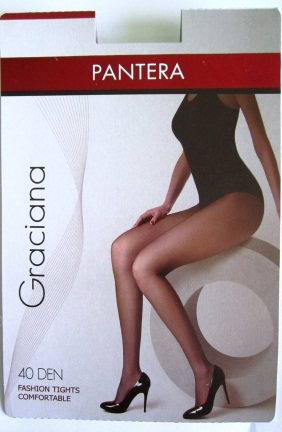 PANTERA
Graciana
40 DEN
FASHION TIGHTS
COMFORTABLE